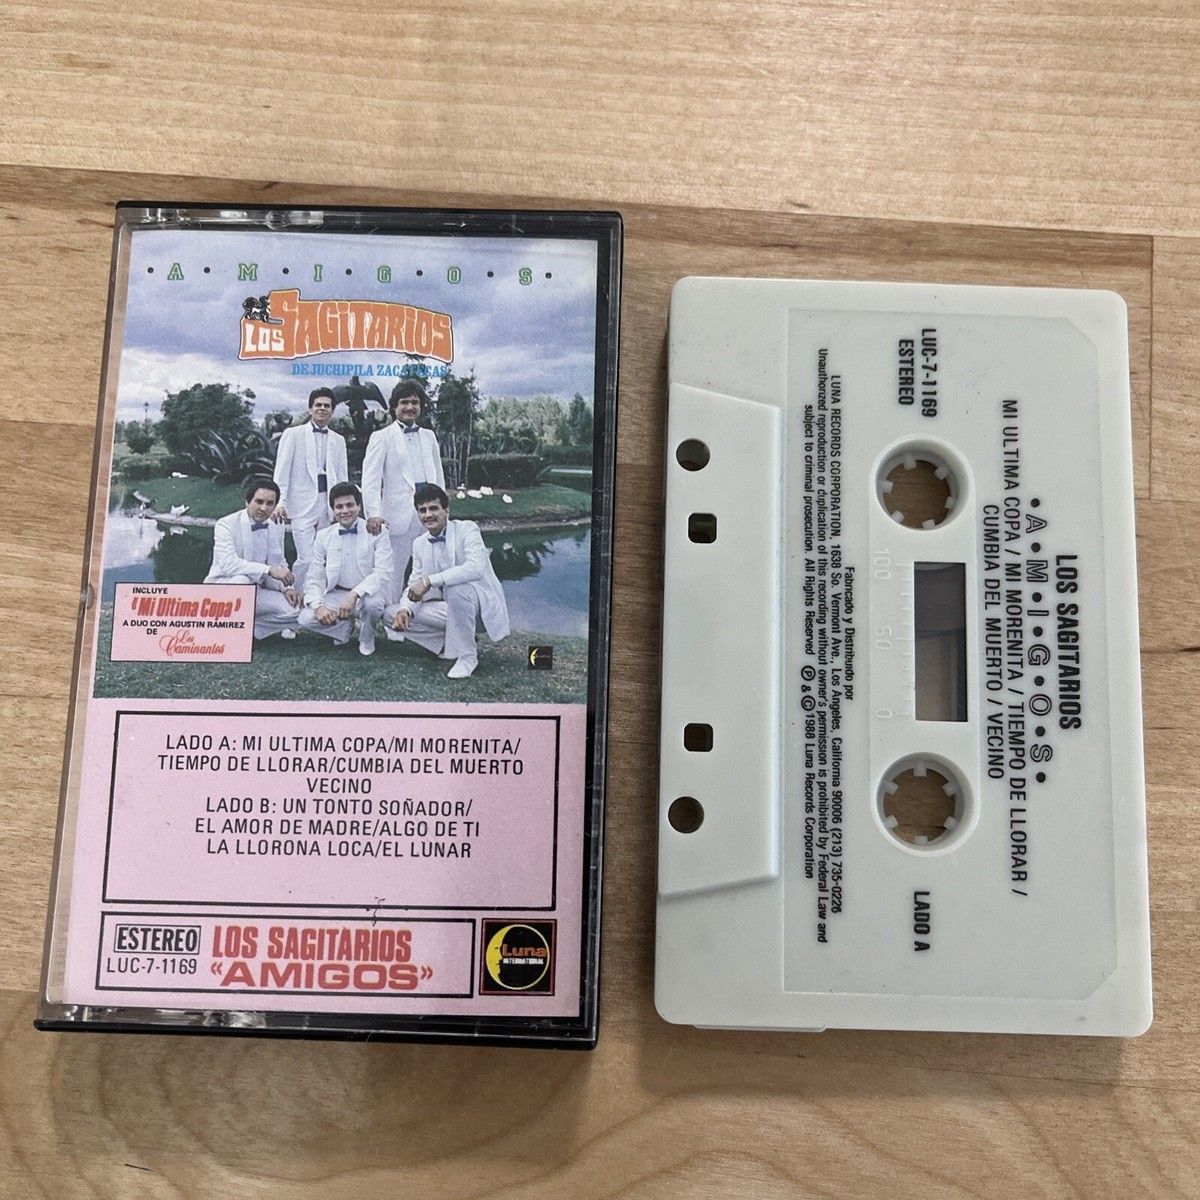 • A • M • I • G • O • S •
LOS SAGITARIOS
DE JUCHIPILA ZACATECAS
INCLUYE
"Mi Ultima Copa"
A DUO CON AGUSTIN RAMIREZ
DE
Los
Caminantes
LADO A: MI ULTIMA COPA/MI MORENITA/
TIEMPO DE LLORAR/CUMBIA DEL MUERTO
VECINO
LADO B: UN TONTO SOÑADOR/
EL AMOR DE MADRE/ALGO DE TI
LA LLORONA LOCA/EL LUNAR
ESTEREO
LUC-7-1169
LOS SAGITARIOS
«AMIGOS»
Luna
LOS SAGITARIOS
• A • M • I • G • O • S •
MI ULTIMA COPA / MI MORENITA / TIEMPO DE LLORAR /
CUMBIA DEL MUERTO / VECINO
LUC-7-1169
ESTEREO
LADO A
100 50 0
Fabricado y Distribuido por
LUNA RECORDS CORPORATION, 1638 So. Vermont Ave., Los Angeles, California 90006 (213) 735-0226
Unauthorized reproduction or duplication of this recording without owner's permission is prohibited by Federal Law and
subject to criminal prosecution. All Rights Reserved Ⓟ & © 1988 Luna Records Corporation